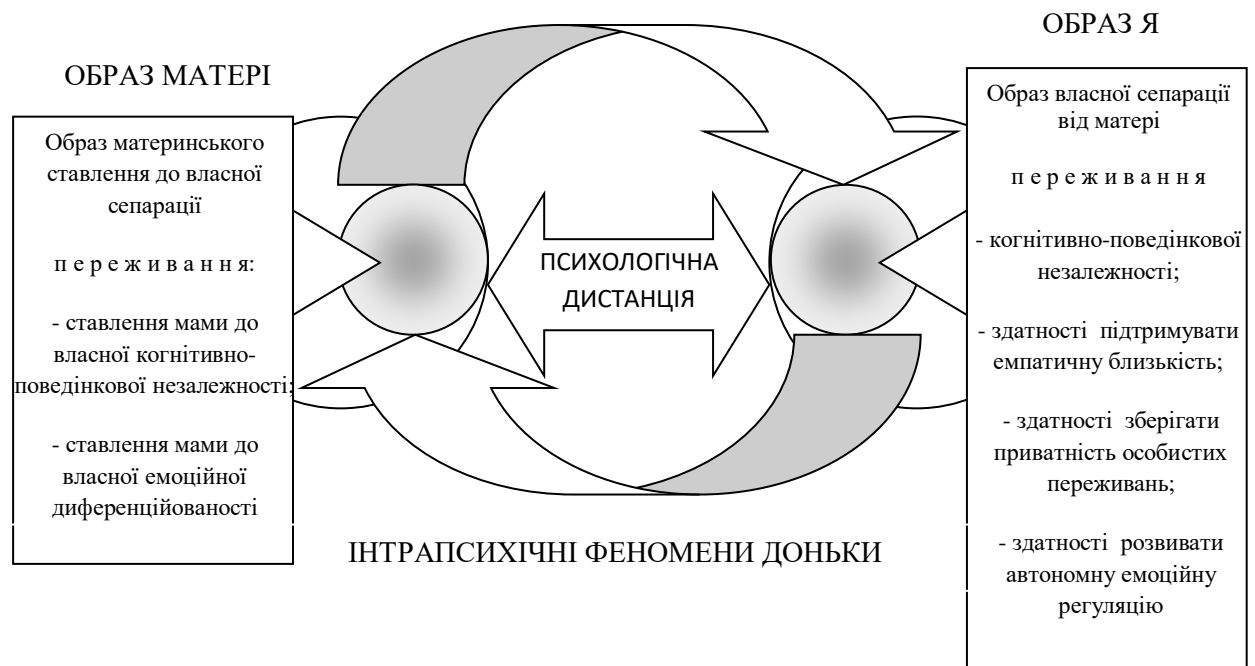 ОБРАЗ МАТЕРІ
Образ материнського
ставлення до власної
сепарації
п е р е ж и в а н н я:
- ставлення мами до
власної когнітивно-
поведінкової незалежності;
- ставлення мами до
власної емоційної
диференційованості
ПСИХОЛОГІЧНА
ДИСТАНЦІЯ
ІНТРАПСИХІЧНІ ФЕНОМЕНИ ДОНЬКИ
ОБРАЗ Я
Образ власної сепарації
від матері
п е р е ж и в а н н я
- когнітивно-поведінкової
незалежності;
- здатності підтримувати
емпатичну близькість;
- здатності зберігати
приватність особистих
переживань;
- здатності розвивати
автономну емоційну
регуляцію